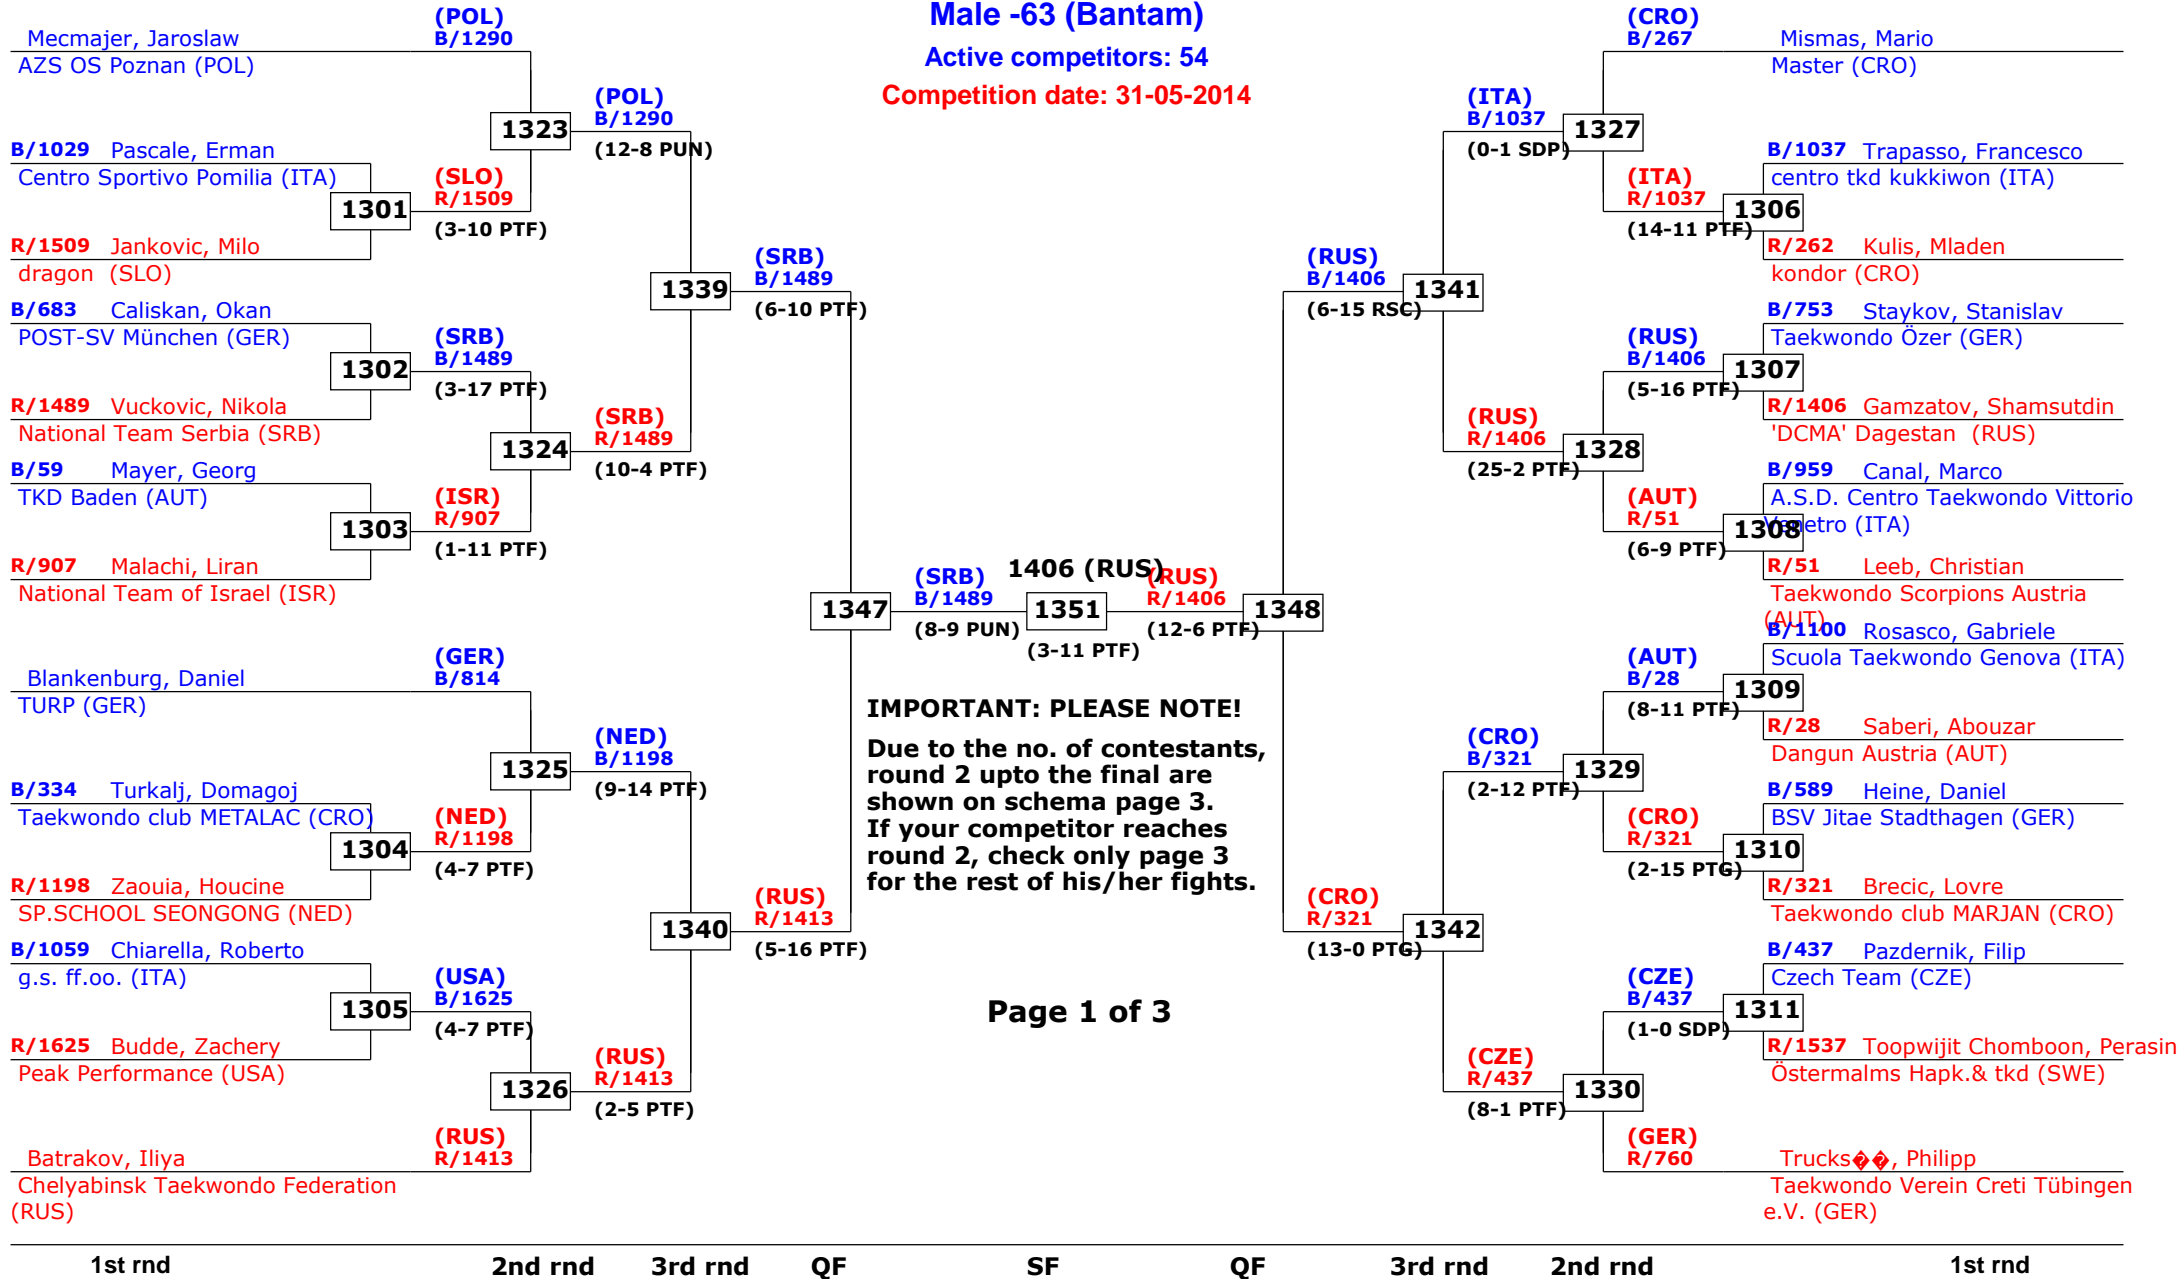 Male -63 (Bantam)
Active competitors: 54
Competition date: 31-05-2014
Mecmajer, Jaroslaw
AZS OS Poznan (POL)
(POL)
B/1290
B/1029 Pascale, Erman
Centro Sportivo Pomilia (ITA)
1301
R/1509 Jankovic, Milo
dragon (SLO)
(SLO)
R/1509
(3-10 PTF)
1323
(POL)
B/1290
(12-8 PUN)
B/683 Caliskan, Okan
POST-SV München (GER)
1302
R/1489 Vuckovic, Nikola
National Team Serbia (SRB)
(SRB)
B/1489
(3-17 PTF)
B/59 Mayer, Georg
TKD Baden (AUT)
1303
R/907 Malachi, Liran
National Team of Israel (ISR)
(ISR)
R/907
(1-11 PTF)
1324
(SRB)
R/1489
(10-4 PTF)
1339
(SRB)
B/1489
(6-10 PTF)
Blankenburg, Daniel
TURP (GER)
(GER)
B/814
B/334 Turkalj, Domagoj
Taekwondo club METALAC (CRO)
1304
R/1198 Zaouia, Houcine
SP.SCHOOL SEONGONG (NED)
(NED)
R/1198
(4-7 PTF)
1325
(NED)
B/1198
(9-14 PTF)
B/1059 Chiarella, Roberto
g.s. ff.oo. (ITA)
1305
R/1625 Budde, Zachery
Peak Performance (USA)
(USA)
B/1625
(4-7 PTF)
Batrakov, Iliya
Chelyabinsk Taekwondo Federation
(RUS)
(RUS)
R/1413
1326
(RUS)
R/1413
(2-5 PTF)
1340
(RUS)
R/1413
(5-16 PTF)
1347
(SRB)
B/1489
(8-9 PUN)
1406 (RUS)
1351
(3-11 PTF)
(RUS)
R/1406
(12-6 PTF)
1348
IMPORTANT: PLEASE NOTE!
Due to the no. of contestants,
round 2 upto the final are
shown on schema page 3.
If your competitor reaches
round 2, check only page 3
for the rest of his/her fights.
Page 1 of 3
(CRO)
B/267
Mismas, Mario
Master (CRO)
(ITA)
B/1037
(0-1 SDP)
1327
B/1037 Trapasso, Francesco
centro tkd kukkiwon (ITA)
(ITA)
R/1037
(14-11 PTF)
1306
R/262 Kulis, Mladen
kondor (CRO)
(RUS)
B/1406
(6-15 RSC)
1341
B/753 Staykov, Stanislav
Taekwondo Özer (GER)
(RUS)
B/1406
(5-16 PTF)
1307
R/1406 Gamzatov, Shamsutdin
'DCMA' Dagestan (RUS)
(RUS)
R/1406
(25-2 PTF)
1328
B/959 Canal, Marco
A.S.D. Centro Taekwondo Vittorio
Venetro (ITA)
(AUT)
R/51
(6-9 PTF)
1308
R/51 Leeb, Christian
Taekwondo Scorpions Austria
(AUT)
B/1100 Rosasco, Gabriele
Scuola Taekwondo Genova (ITA)
(AUT)
B/28
(8-11 PTF)
1309
R/28 Saberi, Abouzar
Dangun Austria (AUT)
(CRO)
B/321
(2-12 PTF)
1329
B/589 Heine, Daniel
BSV Jitae Stadthagen (GER)
(CRO)
R/321
(2-15 PTG)
1310
R/321 Brecic, Lovre
Taekwondo club MARJAN (CRO)
(CRO)
R/321
(13-0 PTG)
1342
B/437 Pazdernik, Filip
Czech Team (CZE)
(CZE)
B/437
(1-0 SDP)
1311
R/1537 Toopwijit Chomboon, Perasin
Östermalms Hapk.& tkd (SWE)
(CZE)
R/437
(8-1 PTF)
1330
(GER)
R/760
Trucks��, Philipp
Taekwondo Verein Creti Tübingen
e.V. (GER)
1st rnd 2nd rnd 3rd rnd QF SF QF 3rd rnd 2nd rnd 1st rnd